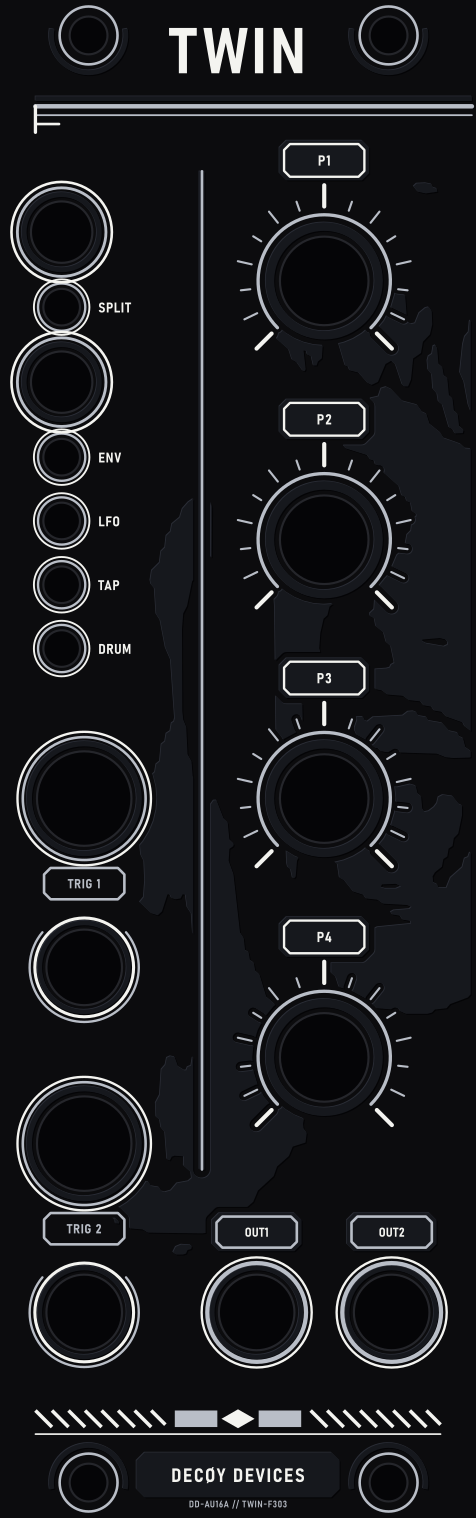 TWIN
P1
SPLIT
P2
ENV
LFO
TAP
DRUM
P3
TRIG 1
P4
TRIG 2
OUT1
OUT2
DECØY DEVICES
DD-AU16A // TWIN-F303